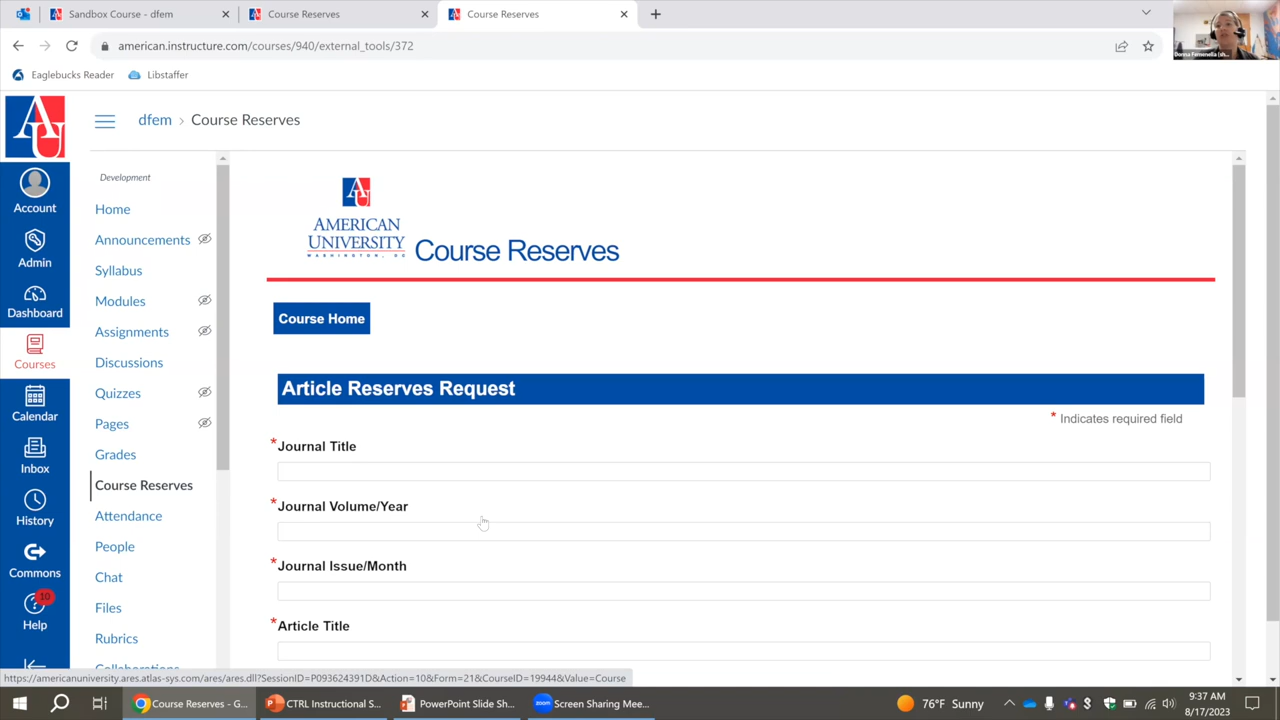 Sandbox Course - dfem
Course Reserves
Course Reserves
american.instructure.com/courses/940/external_tools/372
Eaglebucks Reader
Libstaffer
AU
dfem > Course Reserves
Account
Admin
Dashboard
Courses
Calendar
Inbox
History
Commons
10
Help
Development
Home
Announcements
Syllabus
Modules
Assignments
Discussions
Quizzes
Pages
Grades
Course Reserves
Attendance
People
Chat
Files
Rubrics
Collaborations
AU
AMERICAN
UNIVERSITY
WASHINGTON, DC
Course Reserves
Course Home
Article Reserves Request
* Indicates required field
*Journal Title
*Journal Volume/Year
*Journal Issue/Month
*Article Title
https://americanuniversity.ares.atlas-sys.com/ares/ares.dll?SessionID=P093624391D&Action=10&Form=21&CourseID=19944&Value=Course
Course Reserves - G...
CTRL Instructional S...
PowerPoint Slide Sh...
Screen Sharing Mee...
76°F Sunny
9:37 AM
8/17/2023